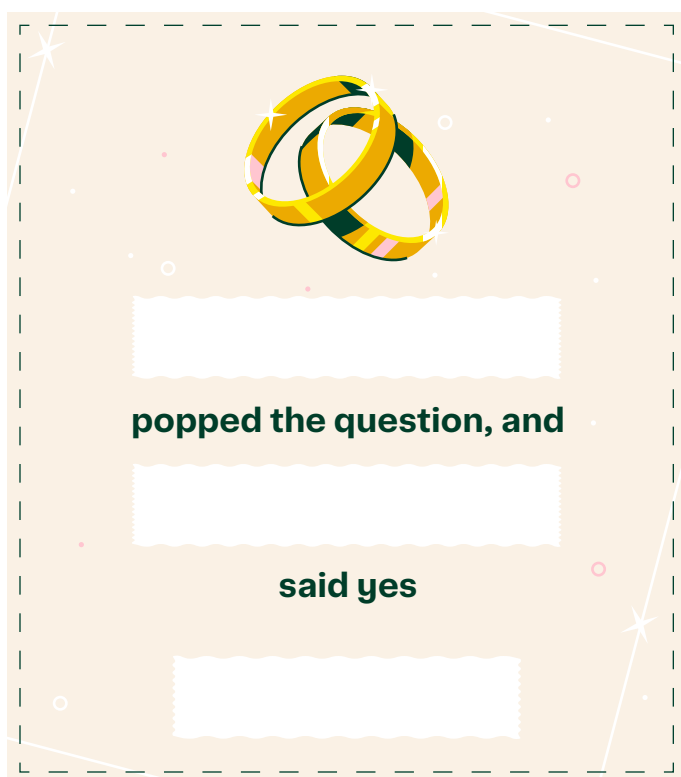 popped the question, and
said yes